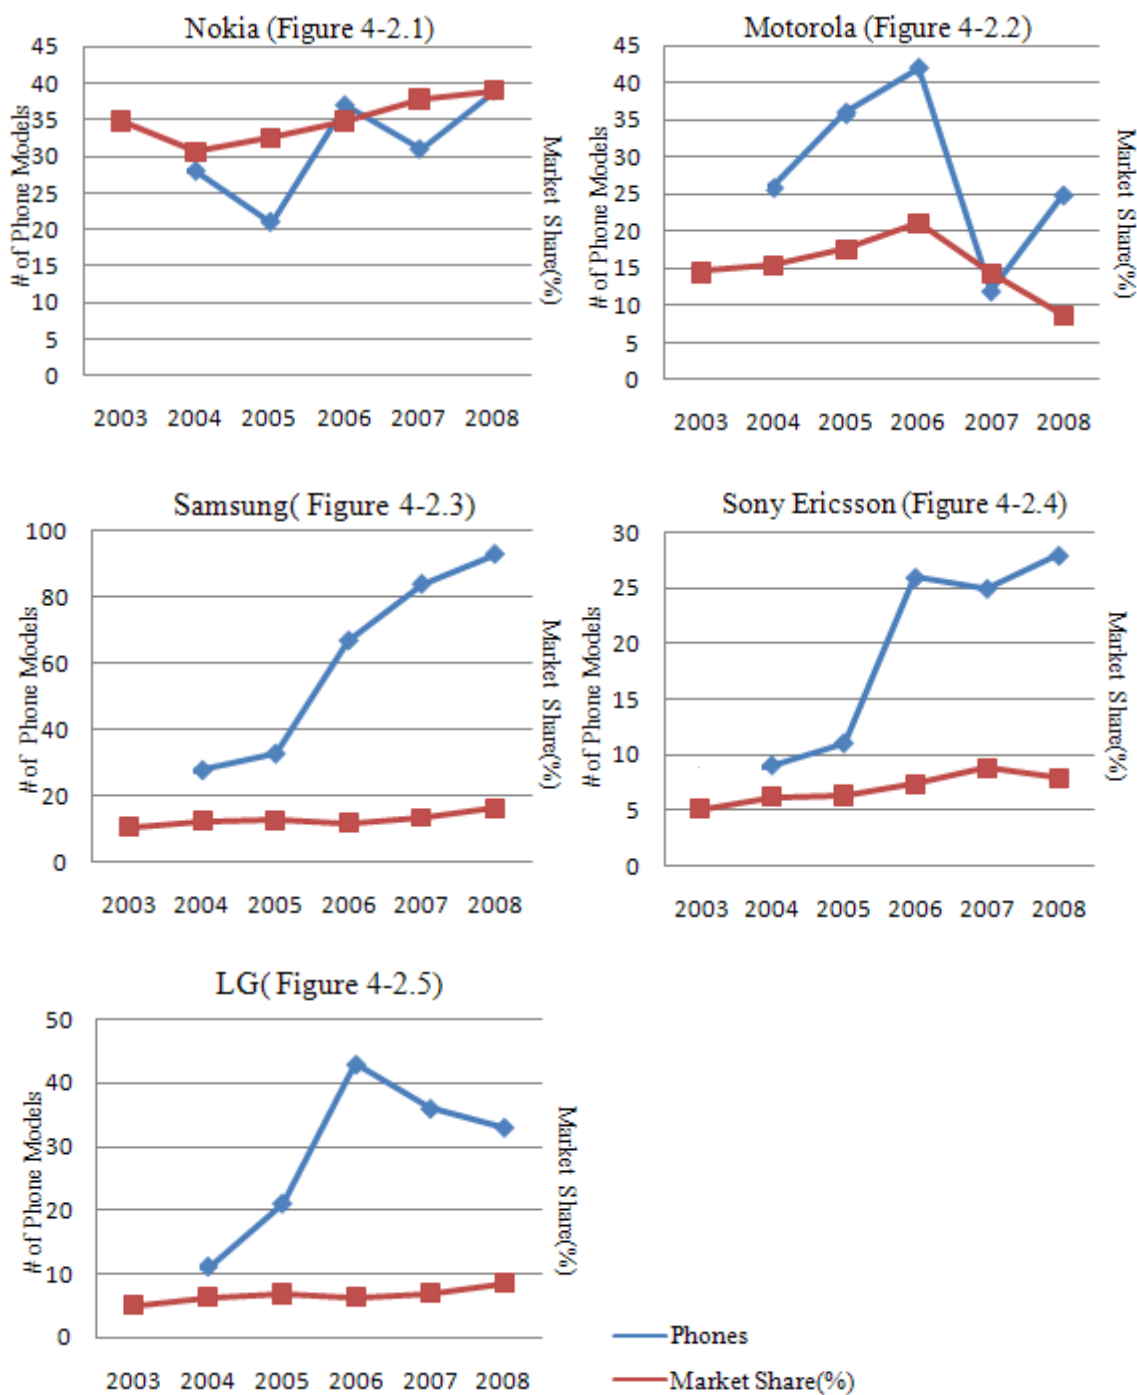 Nokia (Figure 4-2.1)
45
40
35
30
25
20
15
10
5
0
# of Phone Models
Market Share(%)
2003 2004 2005 2006 2007 2008
Motorola (Figure 4-2.2)
45
40
35
30
25
20
15
10
5
0
# of Phone Models
Market Share(%)
2003 2004 2005 2006 2007 2008
Samsung( Figure 4-2.3)
100
80
60
40
20
0
# of Phone Models
Market Share(%)
2003 2004 2005 2006 2007 2008
Sony Ericsson (Figure 4-2.4)
30
25
20
15
10
5
0
# of Phone Models
Market Share(%)
2003 2004 2005 2006 2007 2008
LG( Figure 4-2.5)
50
40
30
20
10
0
# of Phone Models
Market Share(%)
2003 2004 2005 2006 2007 2008
Phones
Market Share(%)